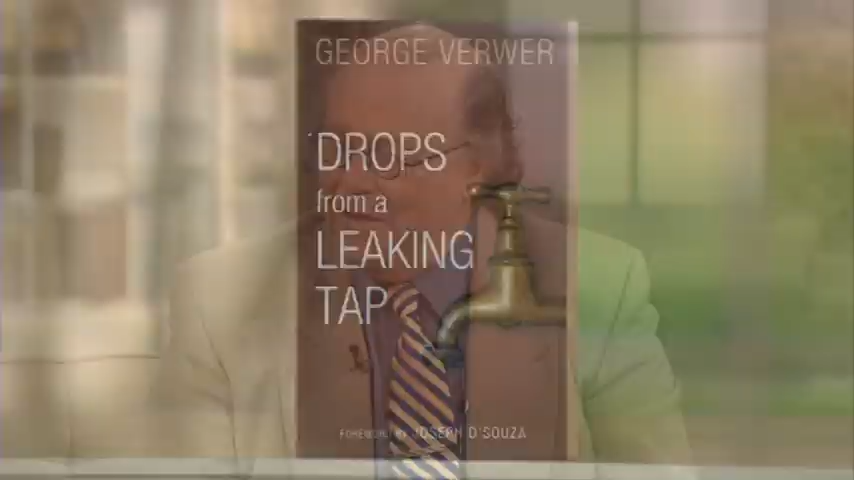 GEORGE VERWER
DROPS
from a
LEAKING
TAP
FOREWORD BY JOSEPH D'SOUZA